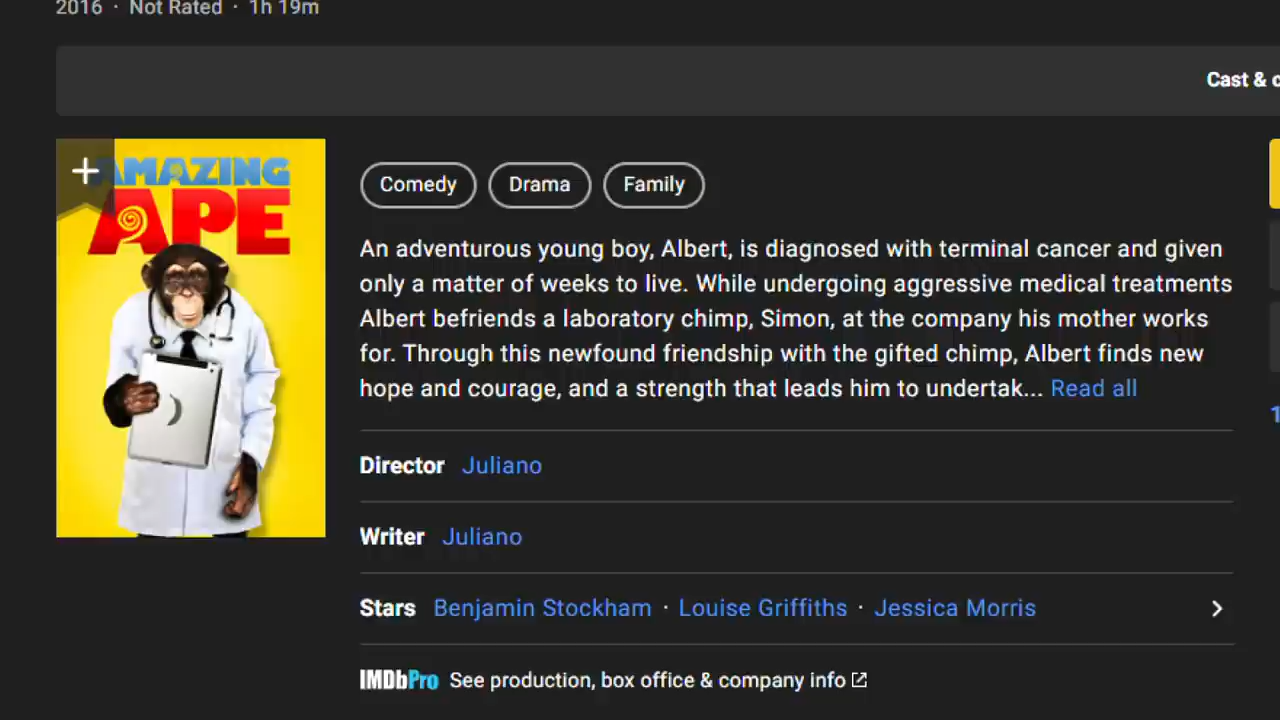 2016 · Not Rated · 1h 19m
Cast &
AMAZING
APE
Comedy
Drama
Family
An adventurous young boy, Albert, is diagnosed with terminal cancer and given
only a matter of weeks to live. While undergoing aggressive medical treatments
Albert befriends a laboratory chimp, Simon, at the company his mother works
for. Through this newfound friendship with the gifted chimp, Albert finds new
hope and courage, and a strength that leads him to undertak... Read all
Director Juliano
Writer Juliano
Stars Benjamin Stockham · Louise Griffiths · Jessica Morris
IMDbPro See production, box office & company info